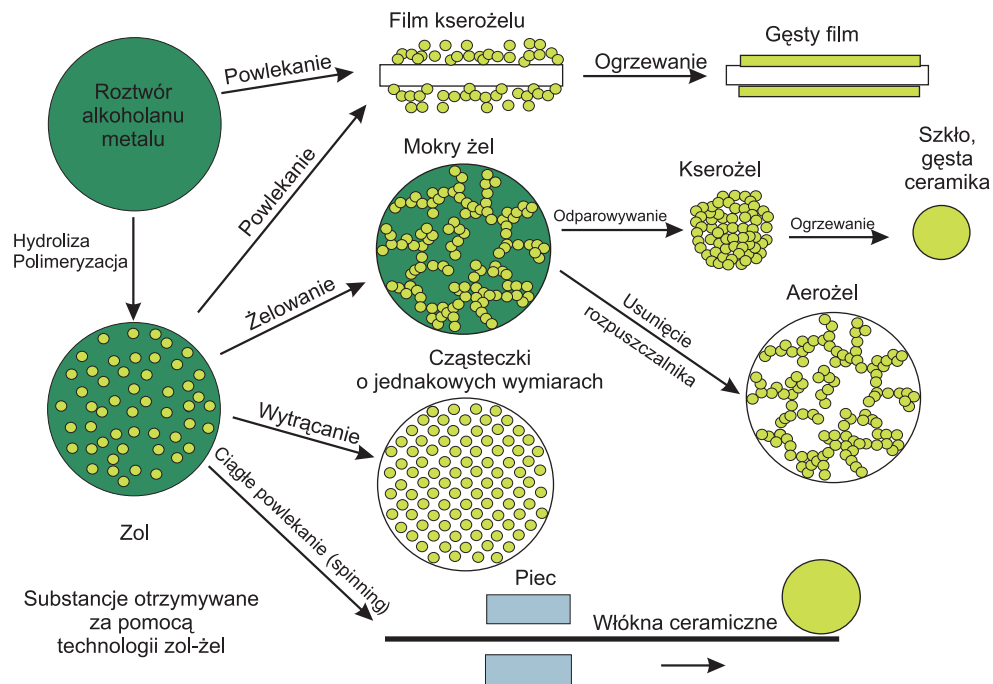 Film kserożelu
Gęsty film
Powlekanie
Ogrzewanie
Roztwór
alkoholanu
metalu
Powlekanie
Mokry żel
Kserożel
Szkło,
gęsta
ceramika
Odparowywanie
Ogrzewanie
Hydroliza
Polimeryzacja
Żelowanie
Usunięcie
rozpuszczalnika
Aerożel
Cząsteczki
o jednakowych wymiarach
Wytrącanie
Ciągłe powlekanie (spinning)
Zol
Piec
Substancje otrzymywane
za pomocą
technologii zol-żel
Włókna ceramiczne